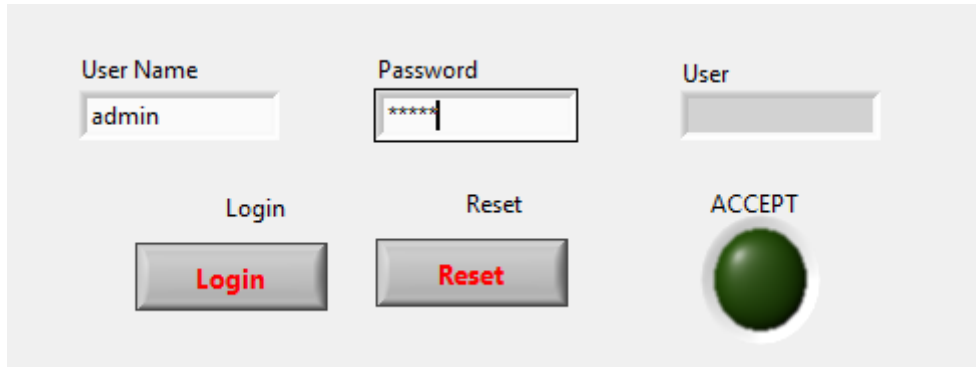 User Name Password User
admin *****
Login Reset ACCEPT
Login Reset